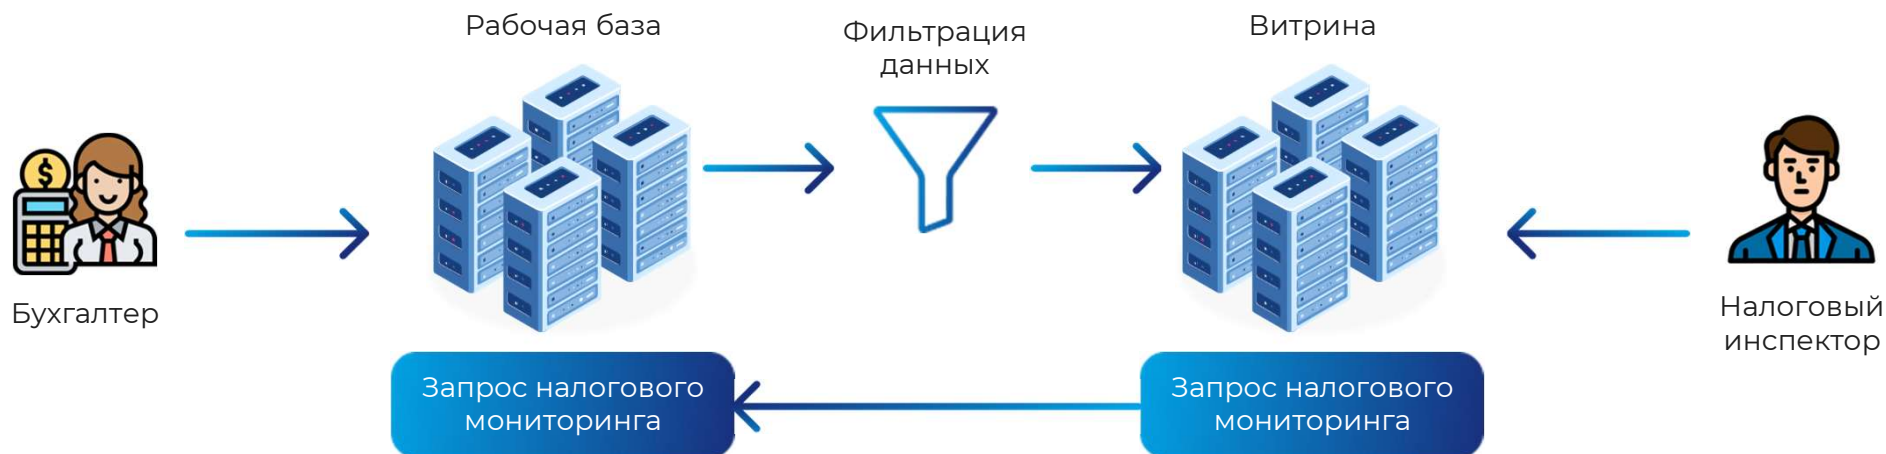 Рабочая база
Фильтрация
данных
Витрина
Бухгалтер
Налоговый
инспектор
Запрос налогового
мониторинга
Запрос налогового
мониторинга